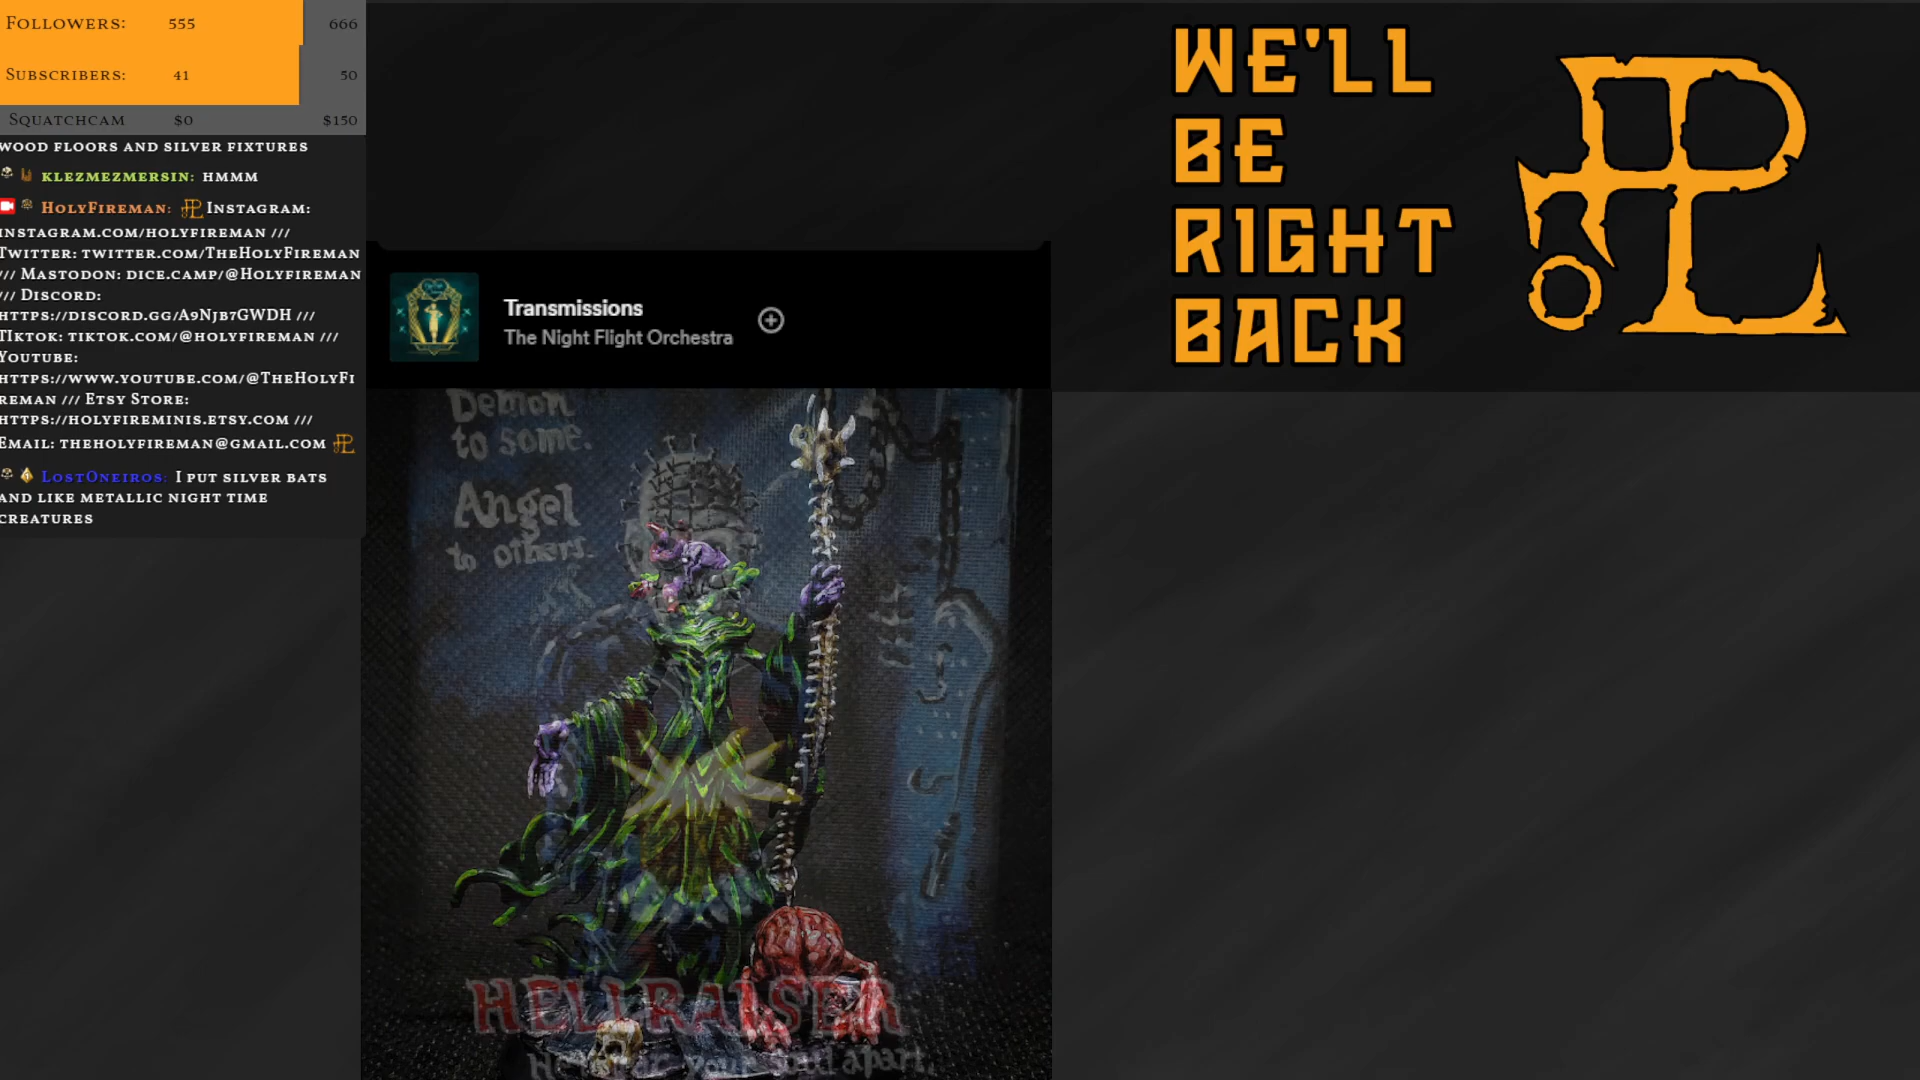 Followers: 555 666
Subscribers: 41 50
Squatchcam $0 $150
wood floors and silver fixtures
klezmezmersin: hmmm
HolyFireman: Instagram:
instagram.com/holyfireman ///
Twitter: twitter.com/TheHolyFireman
/// Mastodon: dice.camp/@Holyfireman
/// Discord:
https://discord.gg/A9Njb7GWDH ///
TikTok: tiktok.com/@holyfireman ///
Youtube:
https://www.youtube.com/@TheHolyFi
reman /// Etsy Store:
https://holyfireminis.etsy.com ///
Email: theholyfireman@gmail.com
LostOneiros: I put silver bats
and like metallic night time
creatures
Transmissions
The Night Flight Orchestra
Demon
to some.
Angel
to others.
HELLRAISER
your soul apart.
WE'LL
BE
RIGHT
BACK